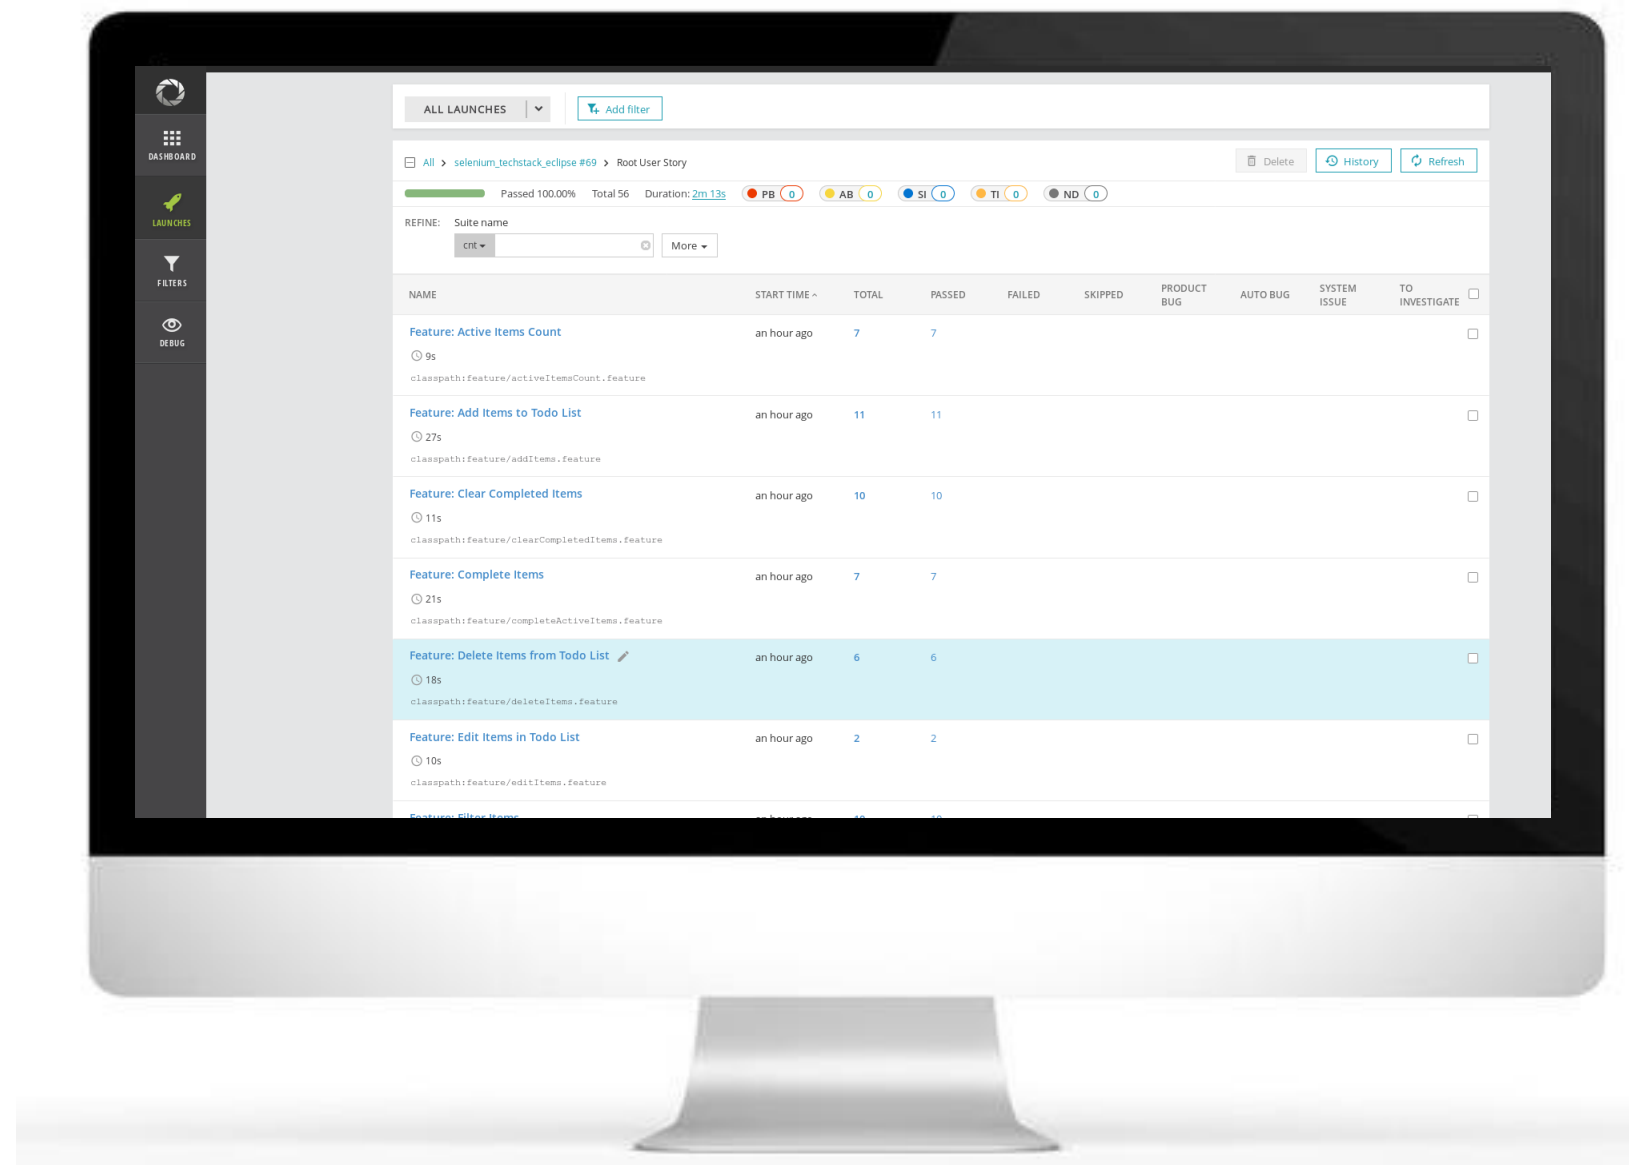 ALL LAUNCHES
Add filter
All > selenium_techstack_eclipse #69 > Root User Story
Delete
History
Refresh
Passed 100.00% Total 56 Duration: 2m 13s PB 0 AB 0 SI 0 TI 0 ND 0
REFINE: Suite name
cnt
More
DASHBOARD
LAUNCHES
FILTERS
DEBUG
NAME START TIME TOTAL PASSED FAILED SKIPPED PRODUCT BUG AUTO BUG SYSTEM ISSUE TO INVESTIGATE
Feature: Active Items Count an hour ago 7 7
9s
classpath:feature/activeItemsCount.feature
Feature: Add Items to Todo List an hour ago 11 11
27s
classpath:feature/addItems.feature
Feature: Clear Completed Items an hour ago 10 10
11s
classpath:feature/clearCompletedItems.feature
Feature: Complete Items an hour ago 7 7
21s
classpath:feature/completeActiveItems.feature
Feature: Delete Items from Todo List an hour ago 6 6
18s
classpath:feature/deleteItems.feature
Feature: Edit Items in Todo List an hour ago 2 2
10s
classpath:feature/editItems.feature
Feature: Filter Items an hour ago